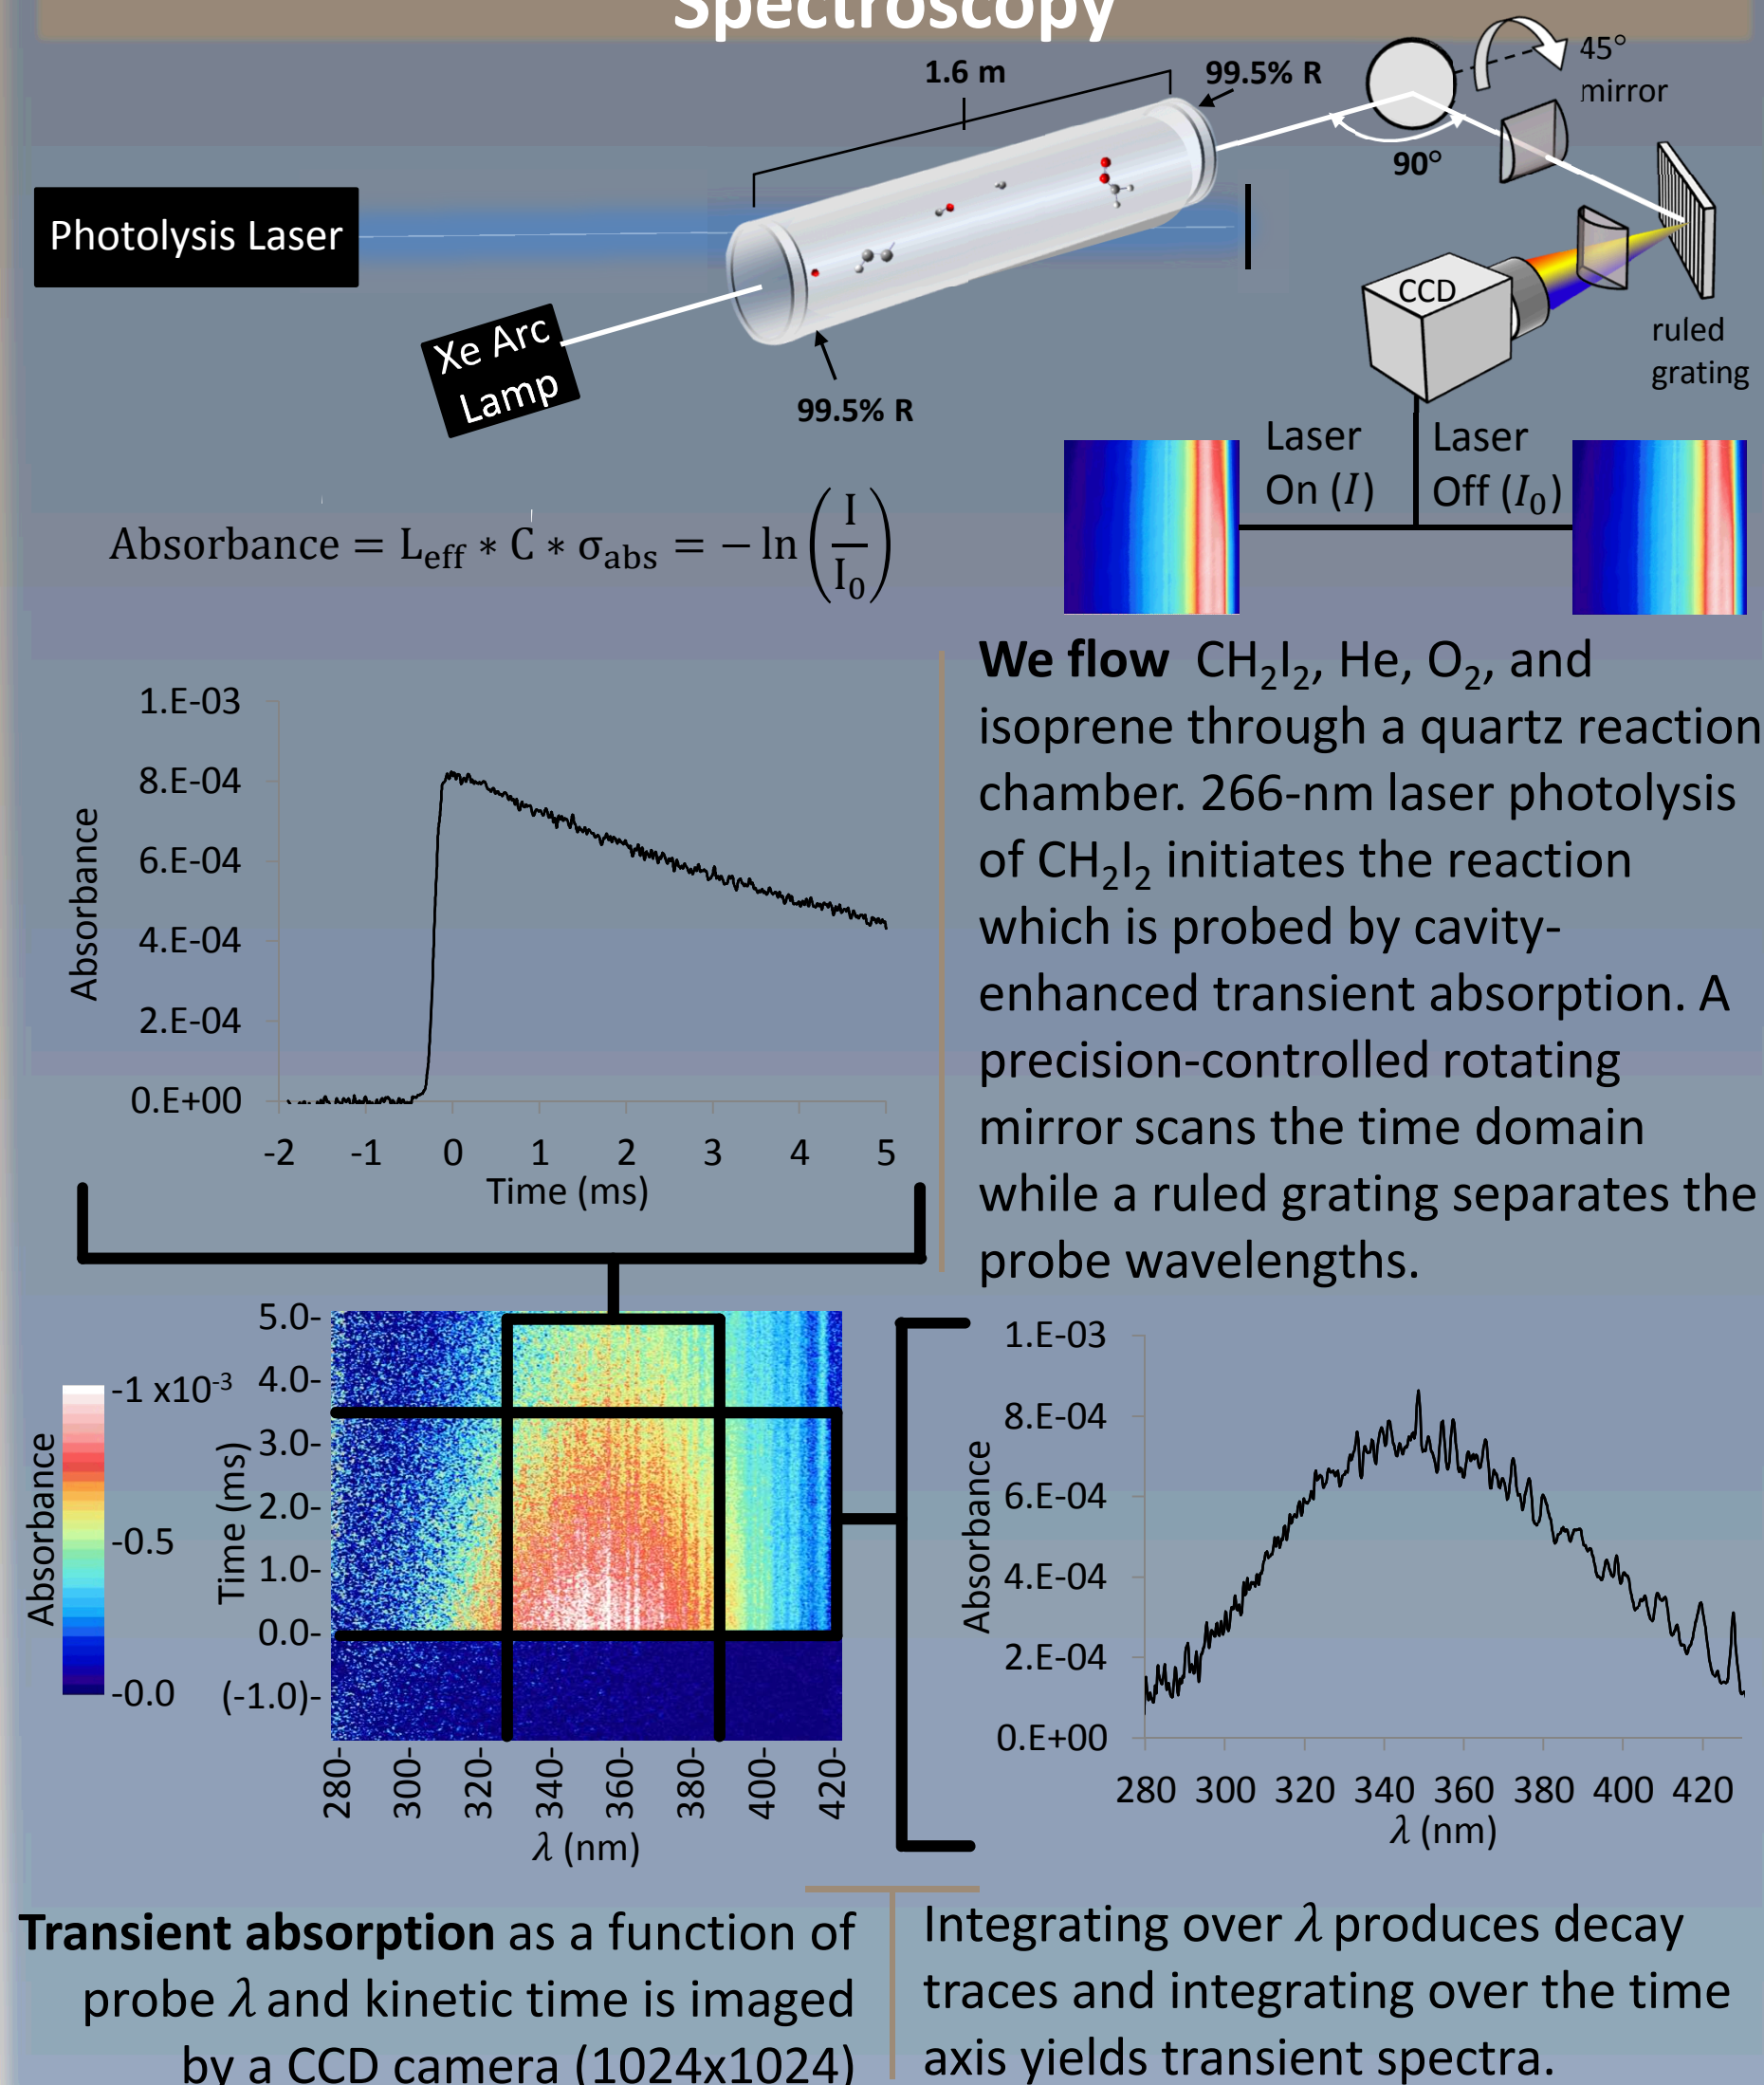 Spectroscopy
1.6 m
99.5% R
45°
mirror
90°
Photolysis Laser
Xe Arc
Lamp
99.5% R
CCD
ruled
grating
Laser
On (I)
Laser
Off (I₀)
Absorbance = L_eff ∗ C ∗ σ_abs = − ln(I/I₀)
We flow CH₂I₂, He, O₂, and
isoprene through a quartz reaction
chamber. 266-nm laser photolysis
of CH₂I₂ initiates the reaction
which is probed by cavity-
enhanced transient absorption. A
precision-controlled rotating
mirror scans the time domain
while a ruled grating separates the
probe wavelengths.
Absorbance
1.E-03
8.E-04
6.E-04
4.E-04
2.E-04
0.E+00
-2 -1 0 1 2 3 4 5
Time (ms)
Absorbance
-1 x10⁻³
-0.5
-0.0
Time (ms)
5.0-
4.0-
3.0-
2.0-
1.0-
0.0-
(-1.0)-
280- 300- 320- 340- 360- 380- 400- 420-
λ (nm)
Absorbance
1.E-03
8.E-04
6.E-04
4.E-04
2.E-04
0.E+00
280 300 320 340 360 380 400 420
λ (nm)
Transient absorption as a function of
probe λ and kinetic time is imaged
by a CCD camera (1024x1024)
Integrating over λ produces decay
traces and integrating over the time
axis yields transient spectra.